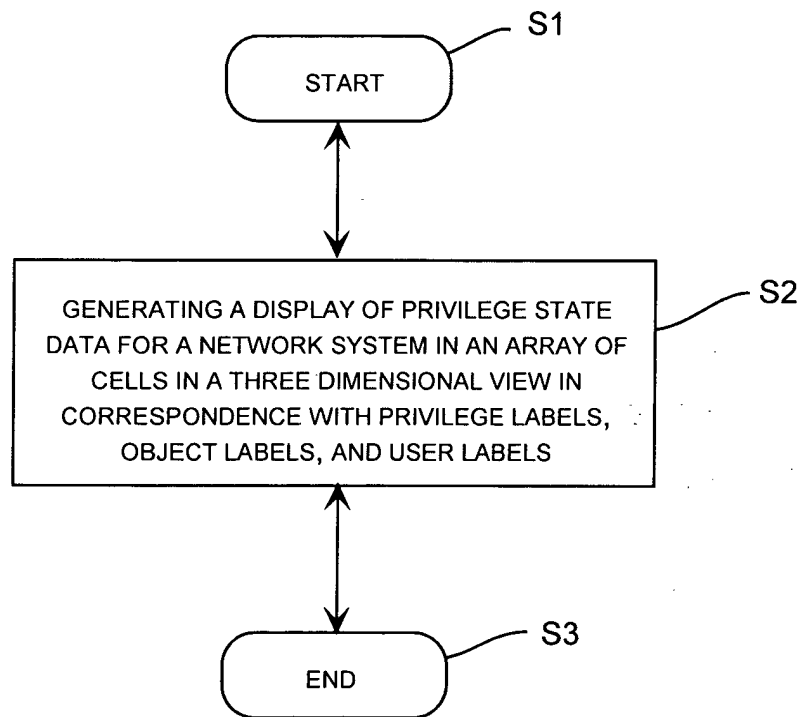 S1
START
S2
GENERATING A DISPLAY OF PRIVILEGE STATE
DATA FOR A NETWORK SYSTEM IN AN ARRAY OF
CELLS IN A THREE DIMENSIONAL VIEW IN
CORRESPONDENCE WITH PRIVILEGE LABELS,
OBJECT LABELS, AND USER LABELS
S3
END